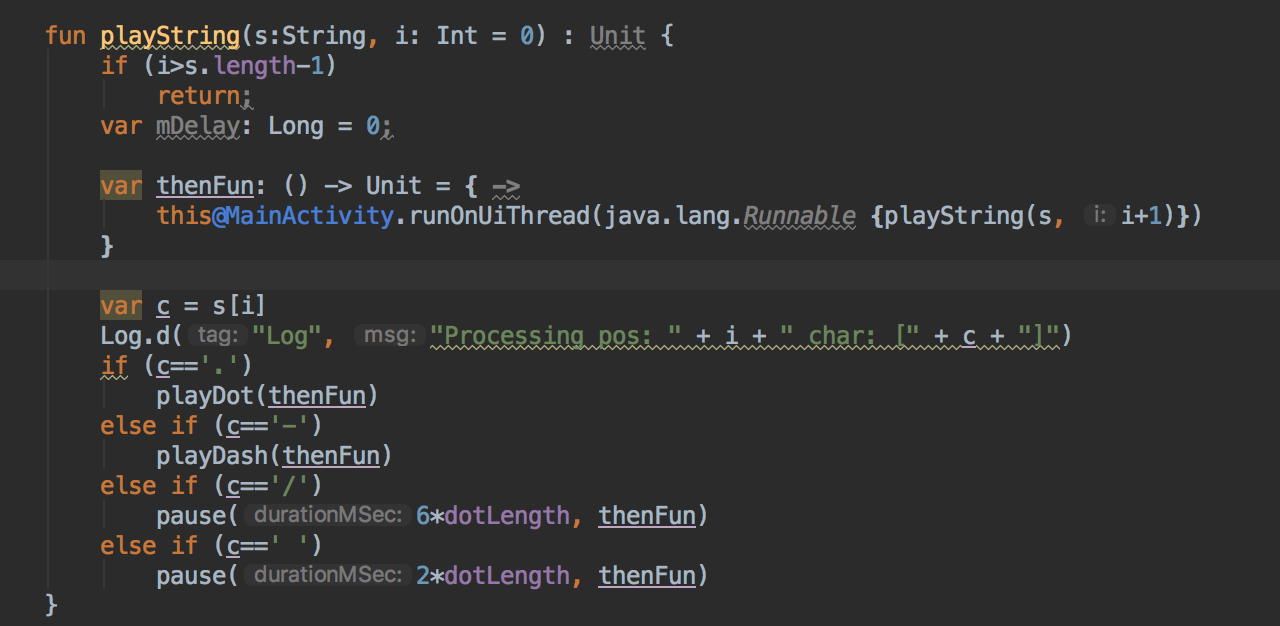 fun playString(s:String, i: Int = 0) : Unit {
    if (i>s.length-1)
        return;
    var mDelay: Long = 0;
    var thenFun: () -> Unit = { ->
        this@MainActivity.runOnUiThread(java.lang.Runnable {playString(s, i: i+1)})
    }
    var c = s[i]
    Log.d( tag: "Log", msg: "Processing pos: " + i + " char: [" + c + "]")
    if (c=='.')
        playDot(thenFun)
    else if (c=='-')
        playDash(thenFun)
    else if (c=='/')
        pause( durationMSec: 6*dotLength, thenFun)
    else if (c==' ')
        pause( durationMSec: 2*dotLength, thenFun)
}